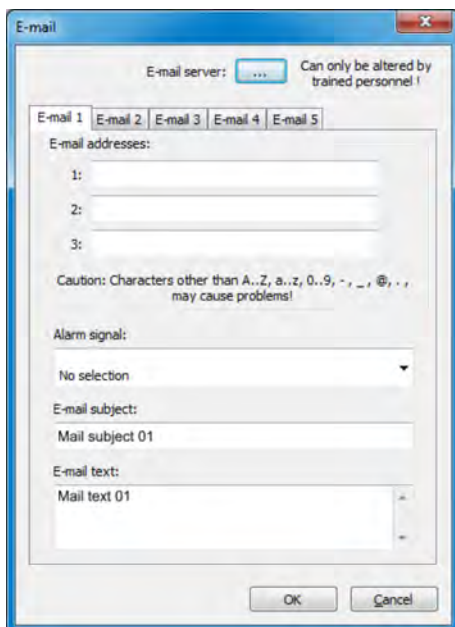 E-mail
E-mail server: ... Can only be altered by
trained personnel !
E-mail 1 E-mail 2 E-mail 3 E-mail 4 E-mail 5
E-mail addresses:
1:
2:
3:
Caution: Characters other than A..Z, a..z, 0..9, - , _ , @, . ,
may cause problems!
Alarm signal:
No selection
E-mail subject:
Mail subject 01
E-mail text:
Mail text 01
OK Cancel